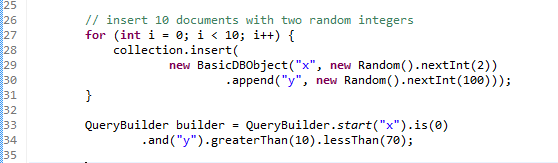 25
26 // insert 10 documents with two random integers
27 for (int i = 0; i < 10; i++) {
28 collection.insert(
29 new BasicDBObject("x", new Random().nextInt(2))
30 .append("y", new Random().nextInt(100)));
31 }
32
33 QueryBuilder builder = QueryBuilder.start("x").is(0)
34 .and("y").greaterThan(10).lessThan(70);
35